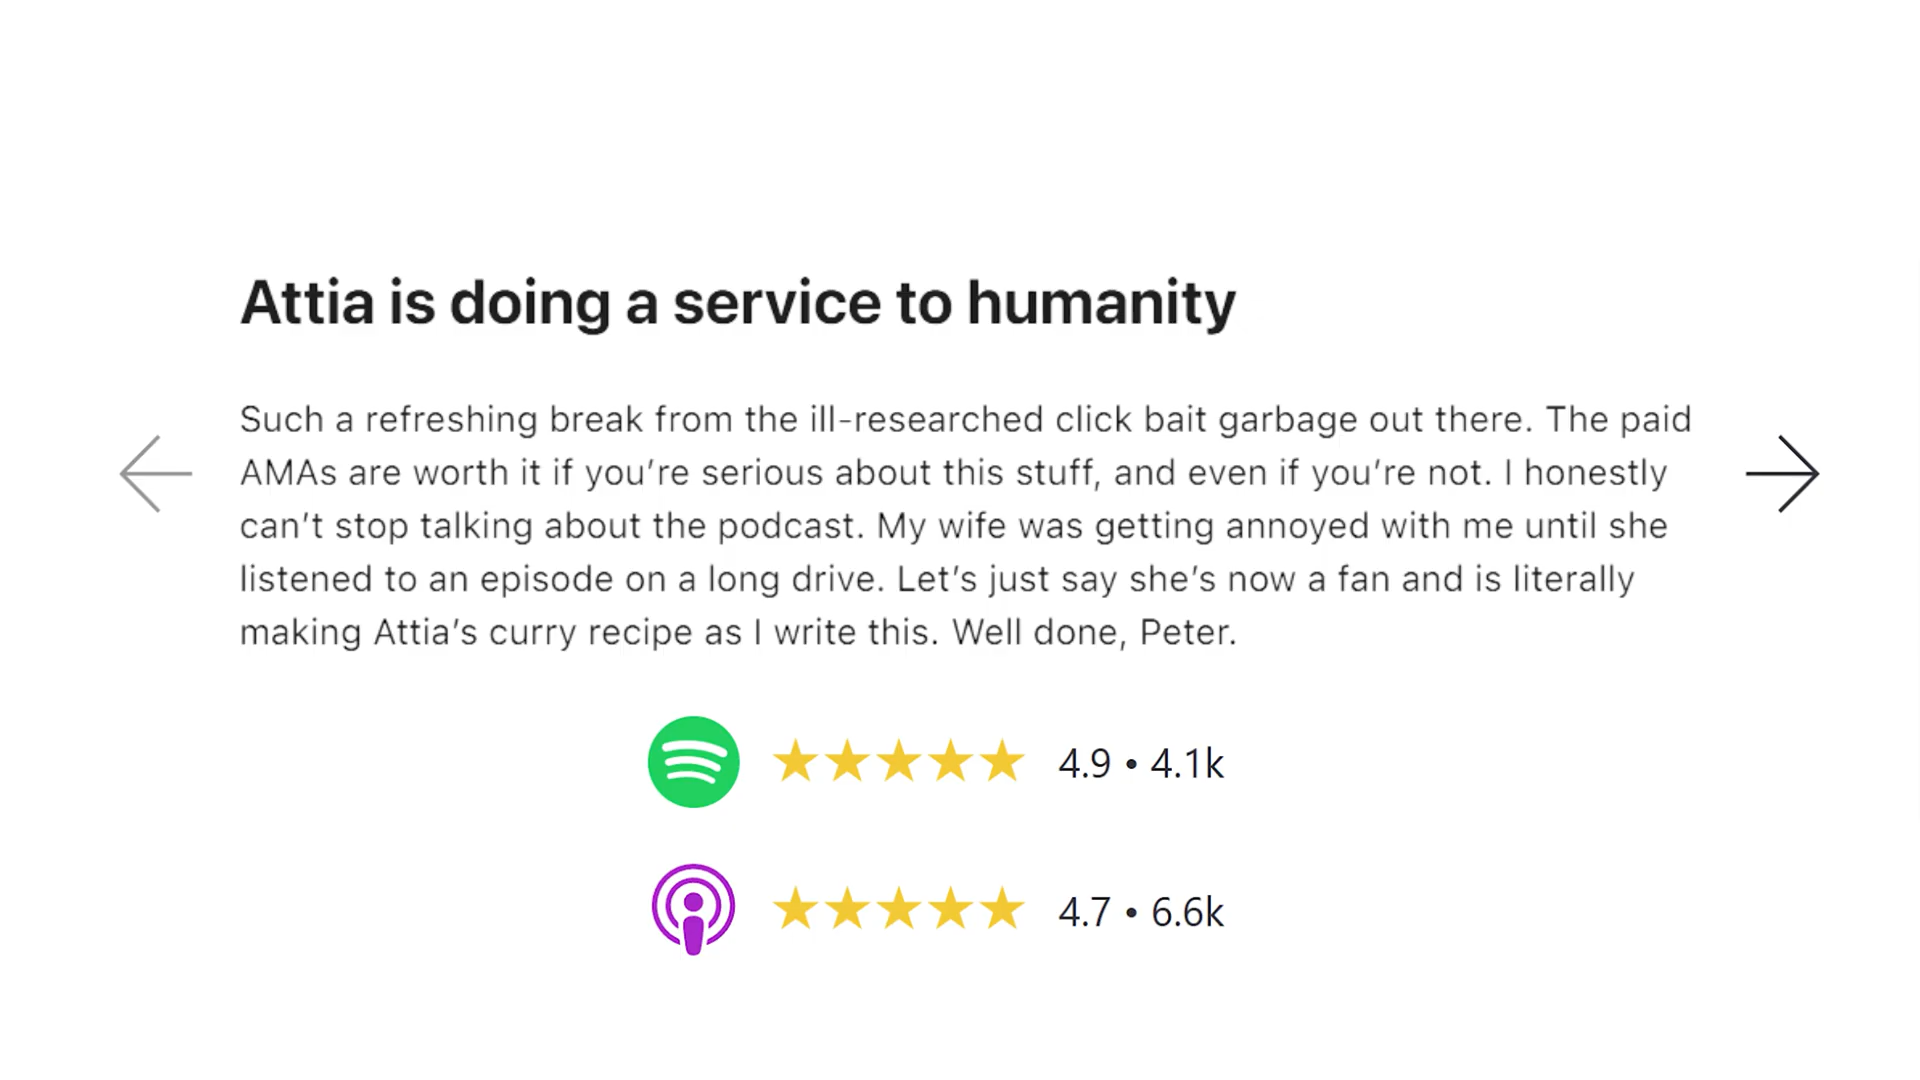 Attia is doing a service to humanity
Such a refreshing break from the ill-researched click bait garbage out there. The paid
AMAs are worth it if you’re serious about this stuff, and even if you’re not. I honestly
can’t stop talking about the podcast. My wife was getting annoyed with me until she
listened to an episode on a long drive. Let’s just say she’s now a fan and is literally
making Attia’s curry recipe as I write this. Well done, Peter.
4.9 • 4.1k
4.7 • 6.6k